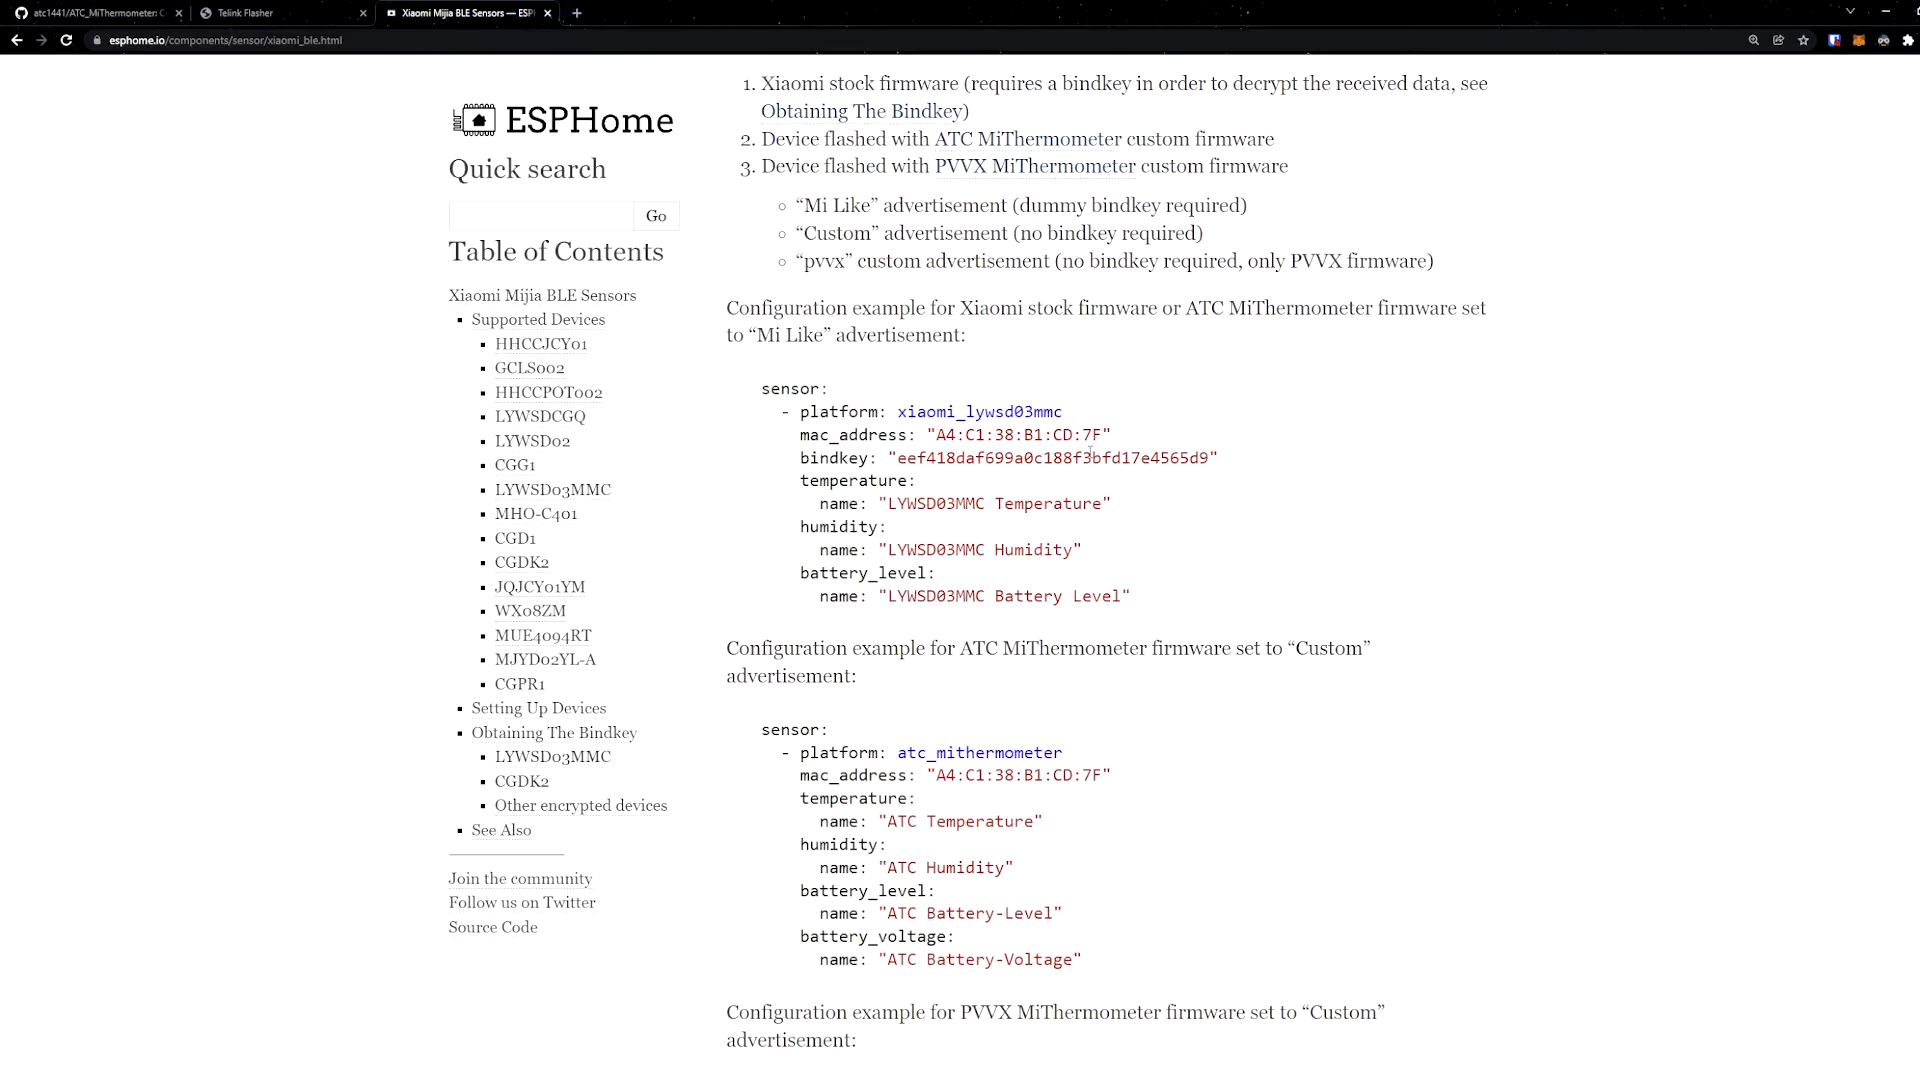 atc1441/ATC_MiThermometer: C
Telink Flasher
Xiaomi Mijia BLE Sensors — ESP
esphome.io/components/sensor/xiaomi_ble.html
ESPHome
Quick search
Go
Table of Contents
Xiaomi Mijia BLE Sensors
Supported Devices
HHCCJCY01
GCLS002
HHCCPOT002
LYWSDCGQ
LYWSD02
CGG1
LYWSD03MMC
MHO-C401
CGD1
CGDK2
JQJCY01YM
WX08ZM
MUE4094RT
MJYD02YL-A
CGPR1
Setting Up Devices
Obtaining The Bindkey
LYWSD03MMC
CGDK2
Other encrypted devices
See Also
Join the community
Follow us on Twitter
Source Code
1. Xiaomi stock firmware (requires a bindkey in order to decrypt the received data, see
Obtaining The Bindkey)
2. Device flashed with ATC MiThermometer custom firmware
3. Device flashed with PVVX MiThermometer custom firmware
“Mi Like” advertisement (dummy bindkey required)
“Custom” advertisement (no bindkey required)
“pvvx” custom advertisement (no bindkey required, only PVVX firmware)
Configuration example for Xiaomi stock firmware or ATC MiThermometer firmware set
to “Mi Like” advertisement:
sensor:
- platform: xiaomi_lywsd03mmc
mac_address: "A4:C1:38:B1:CD:7F"
bindkey: "eef418daf699a0c188f3bfd17e4565d9"
temperature:
name: "LYWSD03MMC Temperature"
humidity:
name: "LYWSD03MMC Humidity"
battery_level:
name: "LYWSD03MMC Battery Level"
Configuration example for ATC MiThermometer firmware set to “Custom”
advertisement:
sensor:
- platform: atc_mithermometer
mac_address: "A4:C1:38:B1:CD:7F"
temperature:
name: "ATC Temperature"
humidity:
name: "ATC Humidity"
battery_level:
name: "ATC Battery-Level"
battery_voltage:
name: "ATC Battery-Voltage"
Configuration example for PVVX MiThermometer firmware set to “Custom”
advertisement: